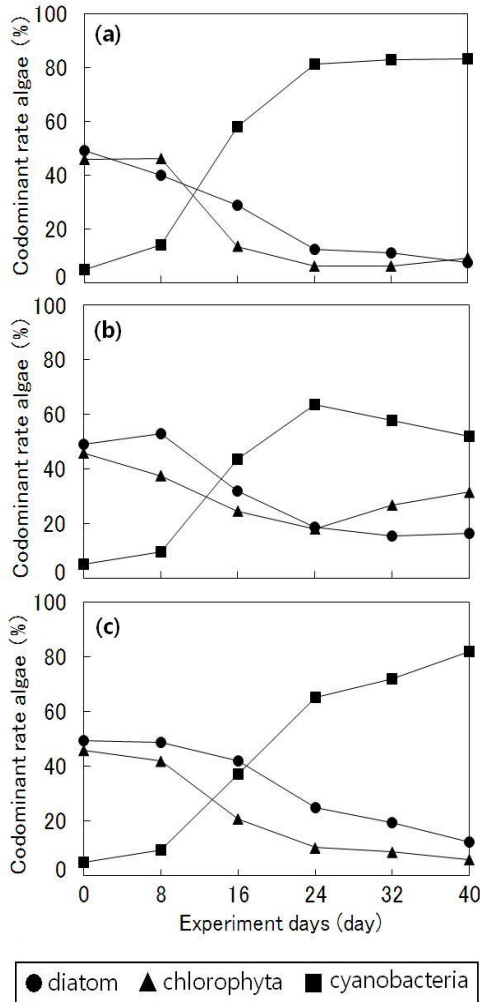 Codominant rate algae (%)
100
80
60
40
20
0
(a)
Codominant rate algae (%)
100
80
60
40
20
0
(b)
Codominant rate algae (%)
100
80
60
40
20
0
(c)
0 8 16 24 32 40
Experiment days (day)
diatom chlorophyta cyanobacteria